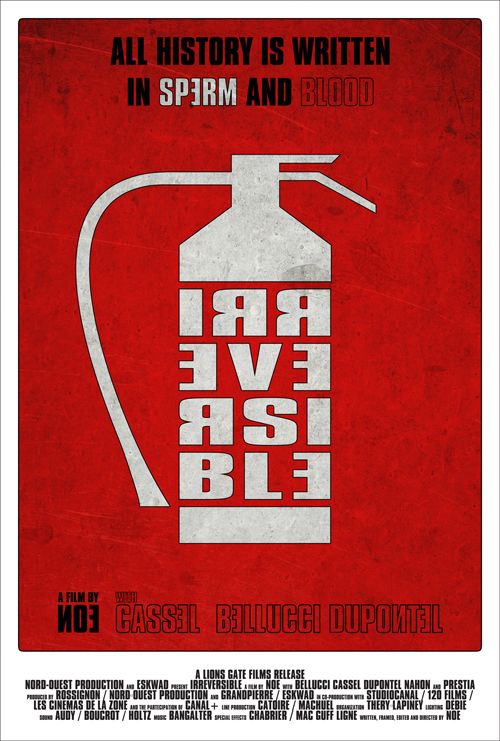 ALL HISTORY IS WRITTEN
IN SPERM AND BLOOD
IRR
EVE
RSI
BLE
A FILM BY
NOE
WITH
CASSEL BELLUCCI DUPONTEL
A LIONS GATE FILMS RELEASE
NORD-OUEST PRODUCTION AND ESKWAD PRESENT IRREVERSIBLE A FILM BY NOE WITH BELLUCCI CASSEL DUPONTEL NAHON AND PRESTIA
PRODUCED BY ROSSIGNON / NORD OUEST PRODUCTION AND GRANDPIERRE / ESKWAD IN CO-PRODUCTION WITH STUDIOCANAL / 120 FILMS /
LES CINEMAS DE LA ZONE AND THE PARTICIPATION OF CANAL+ LINE PRODUCTION CATOIRE / MACHUEL ORGANIZATION THERY-LAPINEY LIGHTING DEBIE
SOUND AUDY / BOUCROT / HOLTZ MUSIC BANGALTER SPECIAL EFFECTS CHABRIER / MAC GUFF LIGNE WRITTEN, FRAMED, EDITED AND DIRECTED BY NOE